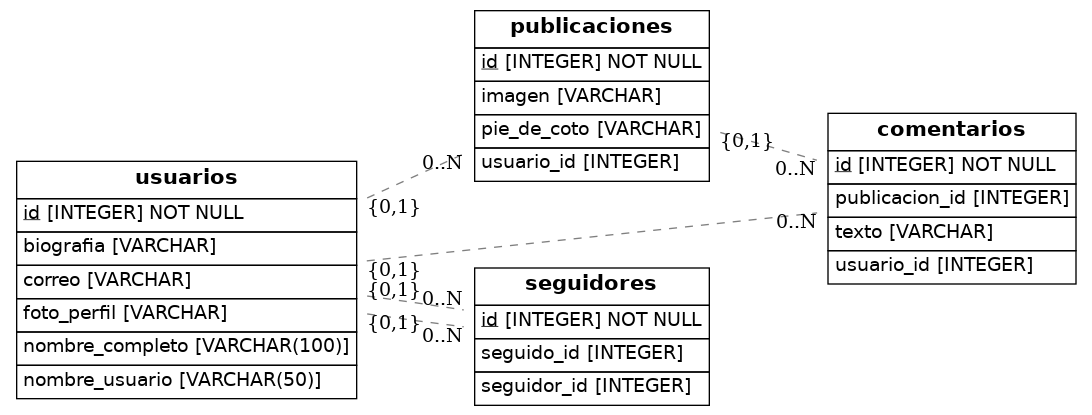 usuarios
id [INTEGER] NOT NULL
biografia [VARCHAR]
correo [VARCHAR]
foto_perfil [VARCHAR]
nombre_completo [VARCHAR(100)]
nombre_usuario [VARCHAR(50)]
publicaciones
id [INTEGER] NOT NULL
imagen [VARCHAR]
pie_de_coto [VARCHAR]
usuario_id [INTEGER]
seguidores
id [INTEGER] NOT NULL
seguido_id [INTEGER]
seguidor_id [INTEGER]
comentarios
id [INTEGER] NOT NULL
publicacion_id [INTEGER]
texto [VARCHAR]
usuario_id [INTEGER]
0..N
{0,1}
{0,1}
0..N
0..N
{0,1}
{0,1}
0..N
{0,1}
0..N